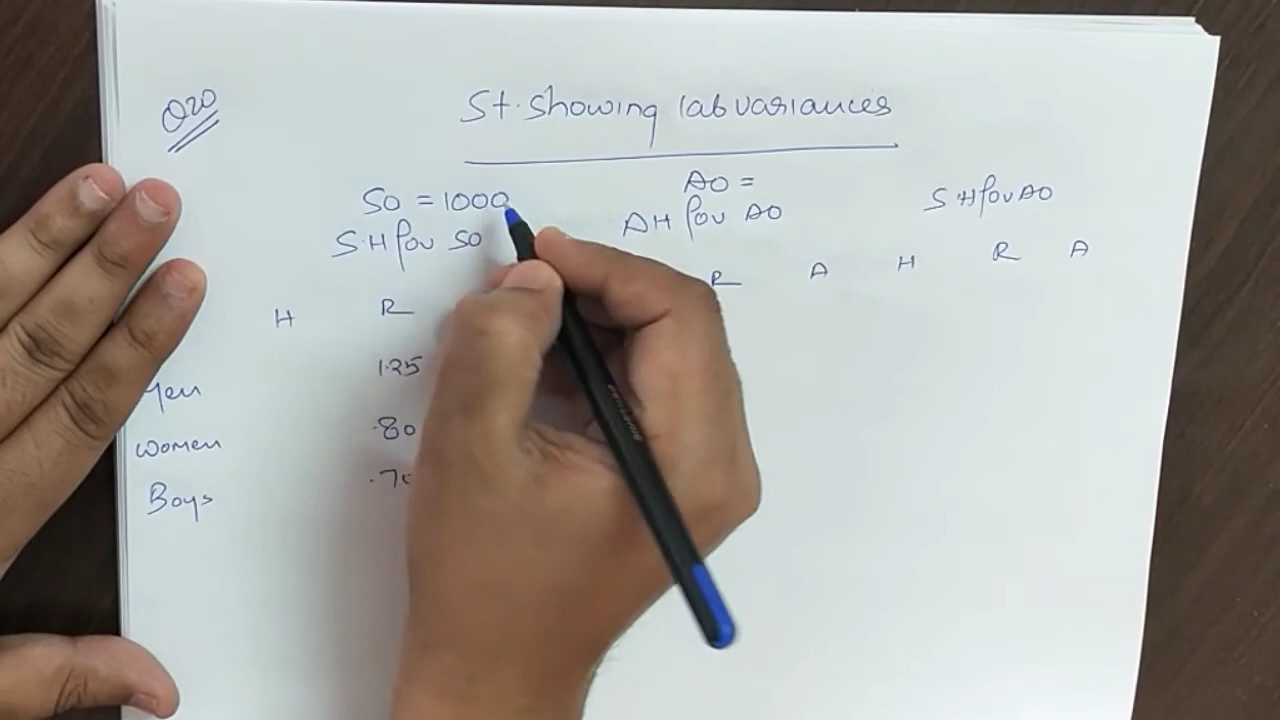 Q20
St. Showing lab variances
SO = 1000
AO =
S.H for SO
AH for AO
S.H for AO
H R
R A H R A
Men 1.25
Women .80
Boys .70